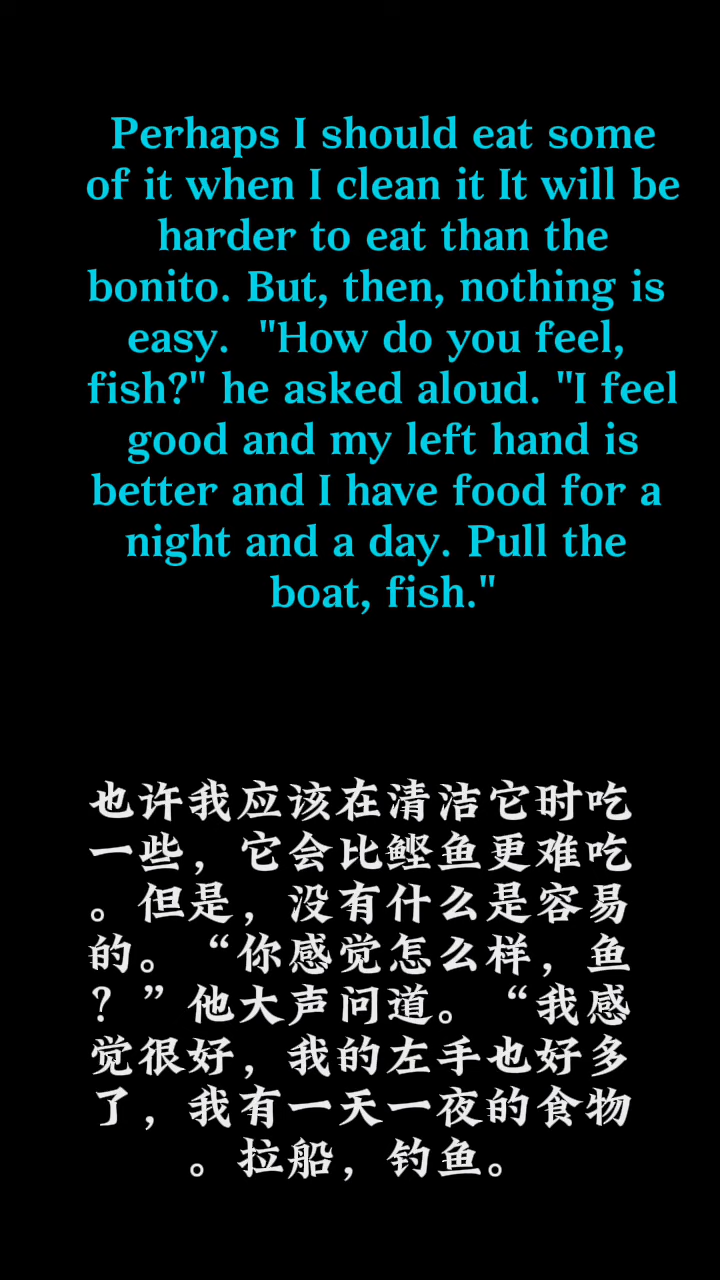 Perhaps I should eat some
of it when I clean it It will be
harder to eat than the
bonito. But, then, nothing is
easy.  "How do you feel,
fish?" he asked aloud. "I feel
good and my left hand is
better and I have food for a
night and a day. Pull the
boat, fish."
也许我应该在清洁它时吃
一些，它会比鲣鱼更难吃
。但是，没有什么是容易
的。“你感觉怎么样，鱼
？”他大声问道。“我感
觉很好，我的左手也好多
了，我有一天一夜的食物
。拉船，钓鱼。